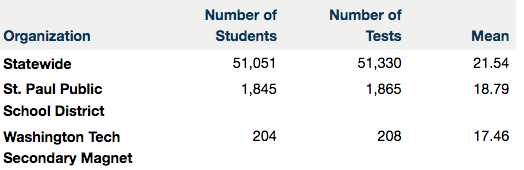 Number of Number of
Organization Students Tests Mean
Statewide 51,051 51,330 21.54
St. Paul Public 1,845 1,865 18.79
School District
Washington Tech 204 208 17.46
Secondary Magnet